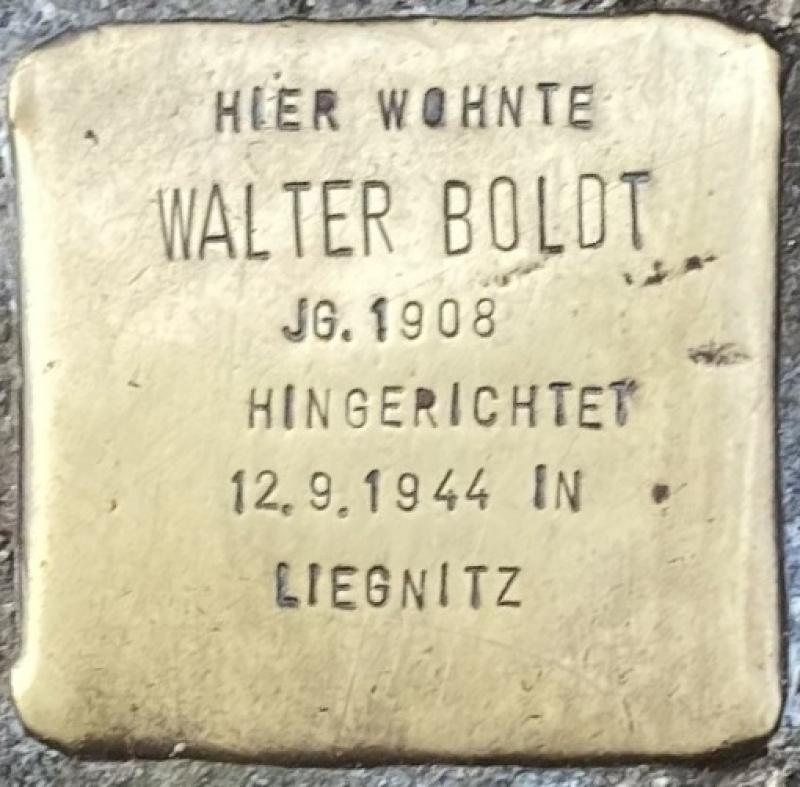 HIER WOHNTE
WALTER BOLDT
JG. 1908
HINGERICHTET
12.9.1944 IN
LIEGNITZ